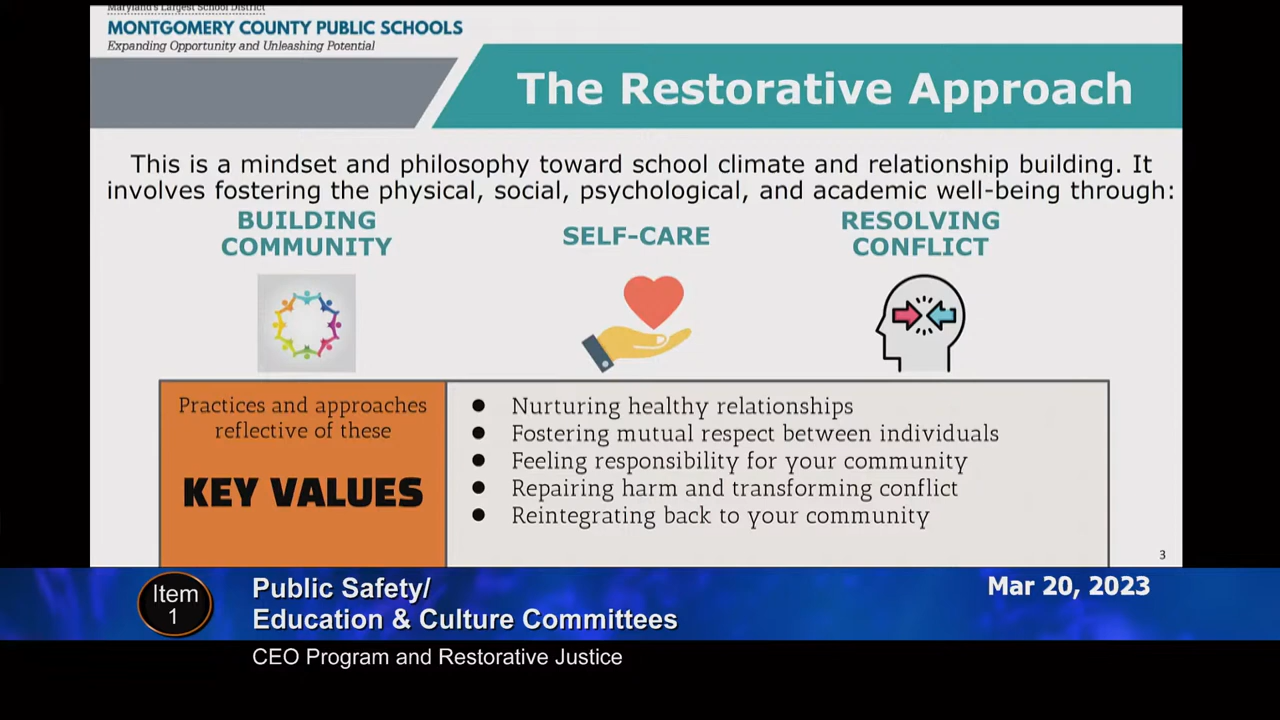 Maryland's Largest School District
MONTGOMERY COUNTY PUBLIC SCHOOLS
Expanding Opportunity and Unleashing Potential
The Restorative Approach
This is a mindset and philosophy toward school climate and relationship building. It
involves fostering the physical, social, psychological, and academic well-being through:
BUILDING
COMMUNITY
SELF-CARE
RESOLVING
CONFLICT
Practices and approaches
reflective of these
KEY VALUES
● Nurturing healthy relationships
● Fostering mutual respect between individuals
● Feeling responsibility for your community
● Repairing harm and transforming conflict
● Reintegrating back to your community
3
Item
1
Public Safety/
Education & Culture Committees
Mar 20, 2023
CEO Program and Restorative Justice